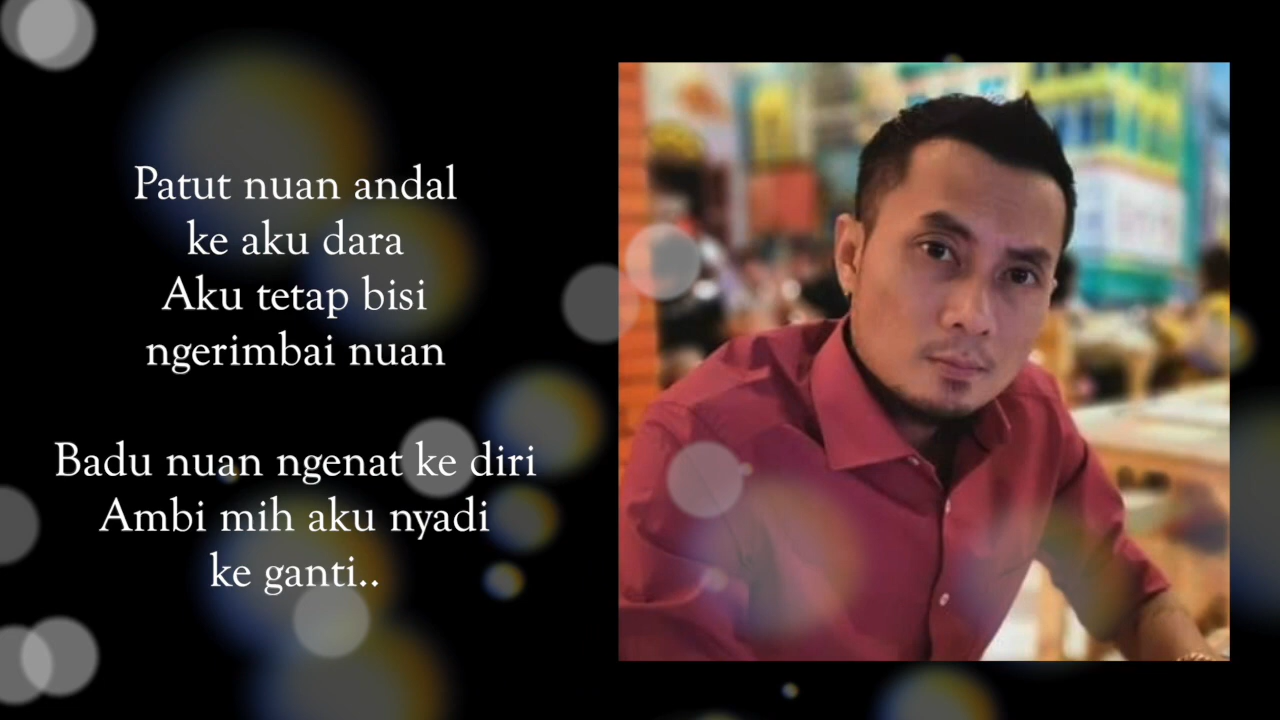 Patut nuan andal
ke aku dara
Aku tetap bisi
ngerimbai nuan
Badu nuan ngenat ke diri
Ambi mih aku nyadi
ke ganti..